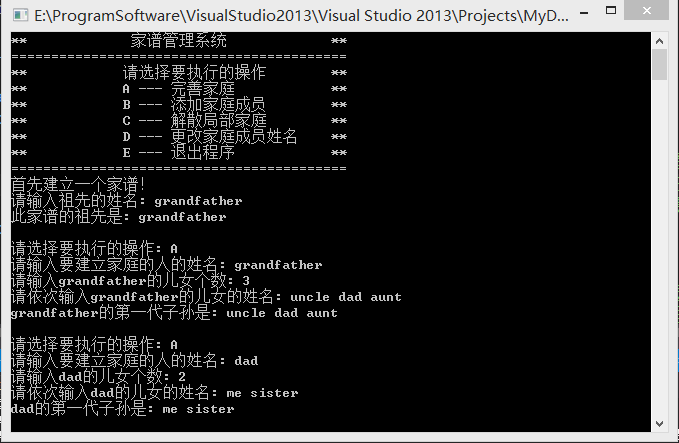 E:\ProgramSoftware\VisualStudio2013\Visual Studio 2013\Projects\MyD...
** 家谱管理系统 **
==========================================
** 请选择要执行的操作 **
** A --- 完善家庭 **
** B --- 添加家庭成员 **
** C --- 解散局部家庭 **
** D --- 更改家庭成员姓名 **
** E --- 退出程序 **
==========================================
首先建立一个家谱!
请输入祖先的姓名: grandfather
此家谱的祖先是: grandfather
请选择要执行的操作: A
请输入要建立家庭的人的姓名: grandfather
请输入grandfather的儿女个数: 3
请依次输入grandfather的儿女的姓名: uncle dad aunt
grandfather的第一代子孙是: uncle dad aunt
请选择要执行的操作: A
请输入要建立家庭的人的姓名: dad
请输入dad的儿女个数: 2
请依次输入dad的儿女的姓名: me sister
dad的第一代子孙是: me sister